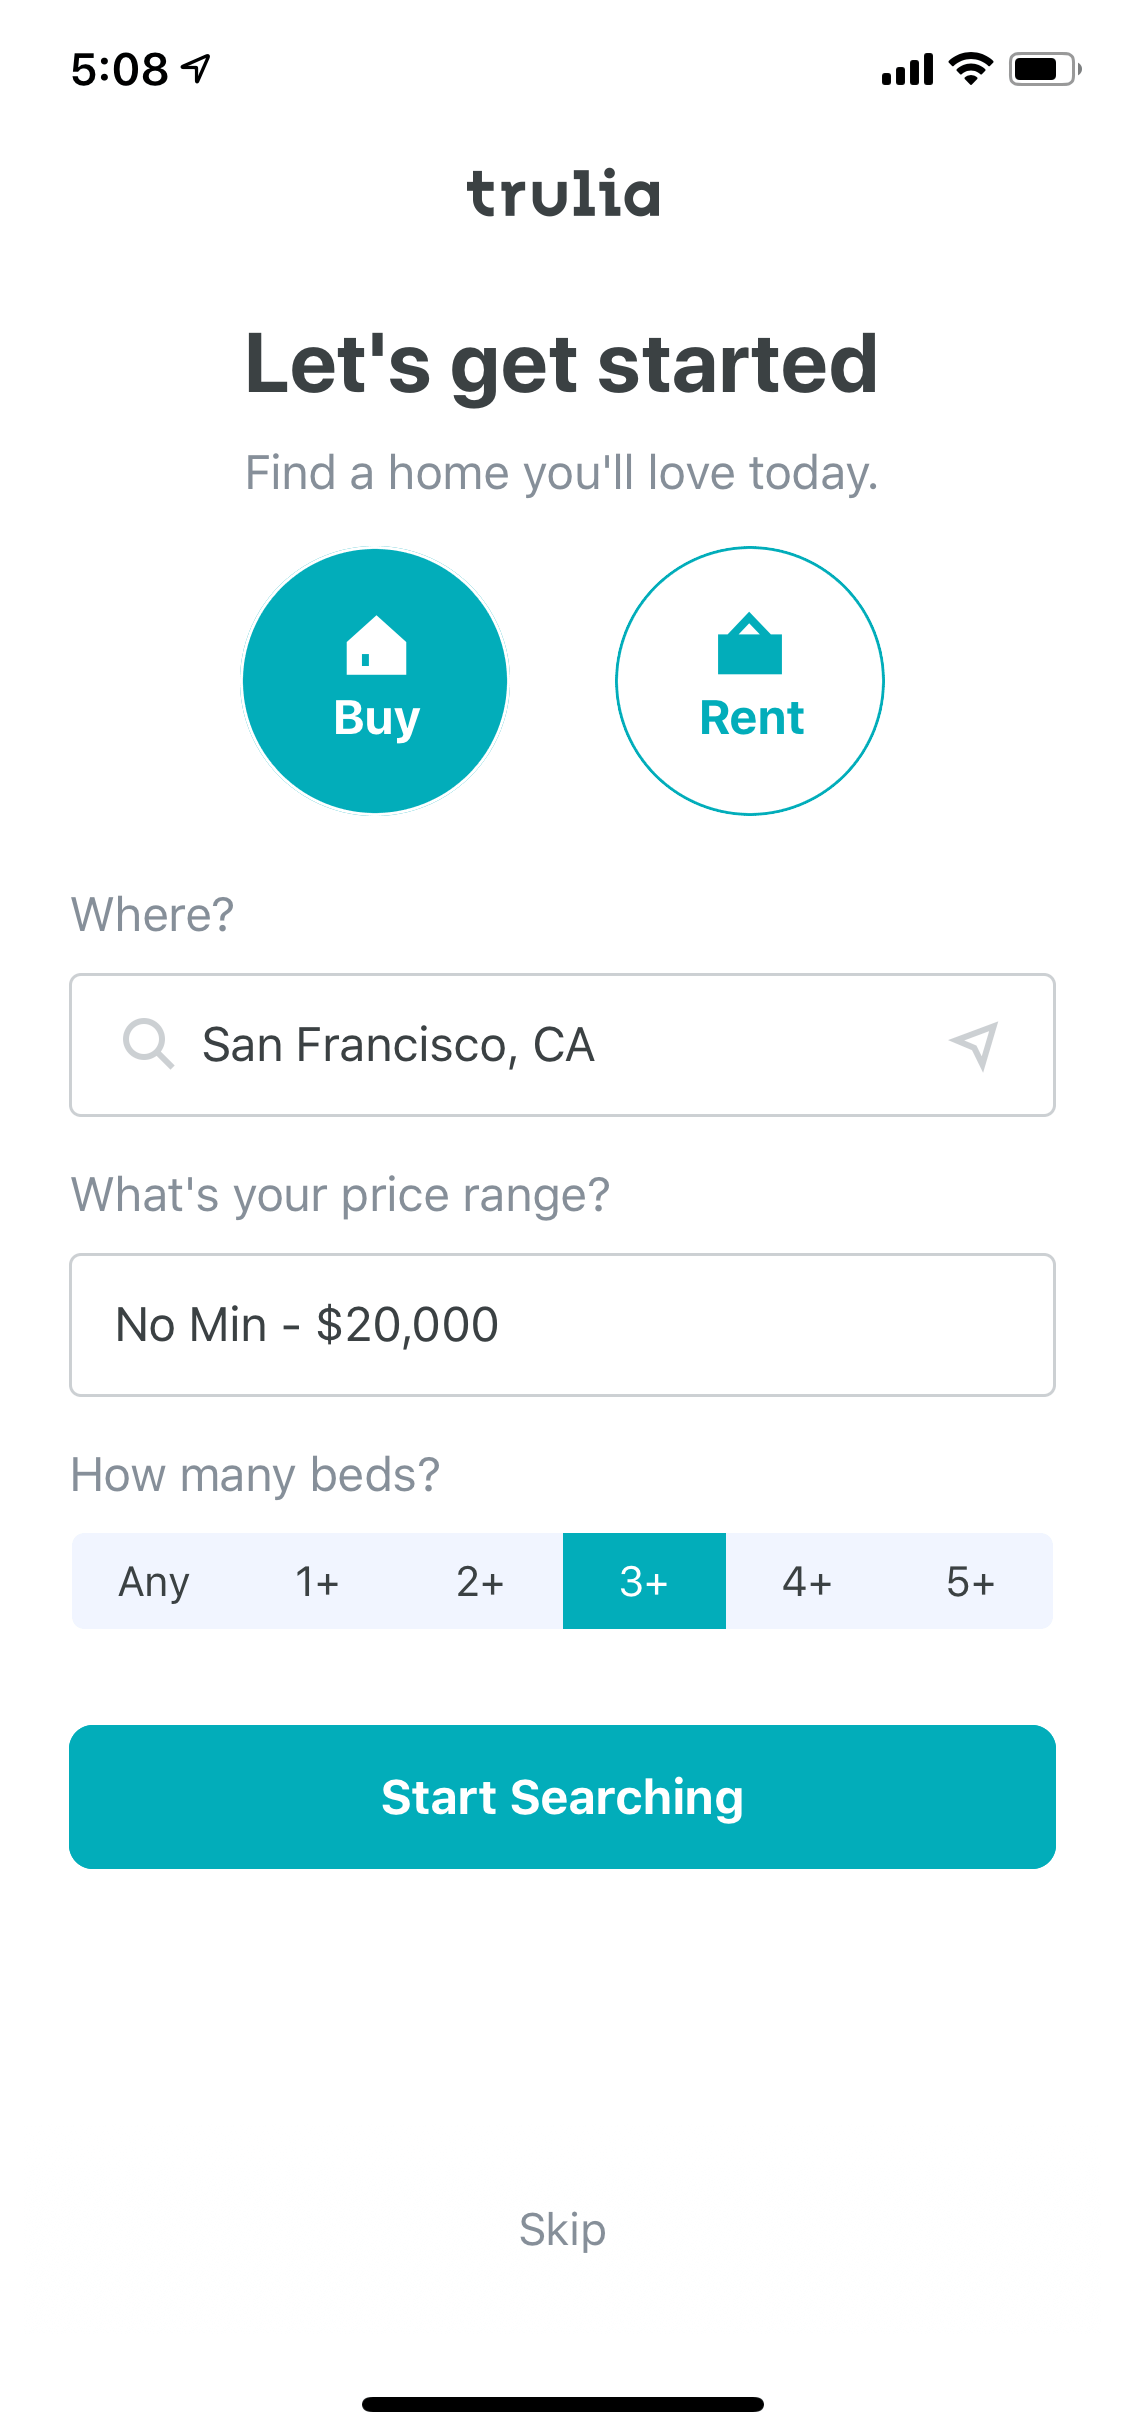 5:08
trulia
Let's get started
Find a home you'll love today.
Buy
Rent
Where?
San Francisco, CA
What's your price range?
No Min - $20,000
How many beds?
Any 1+ 2+ 3+ 4+ 5+
Start Searching
Skip